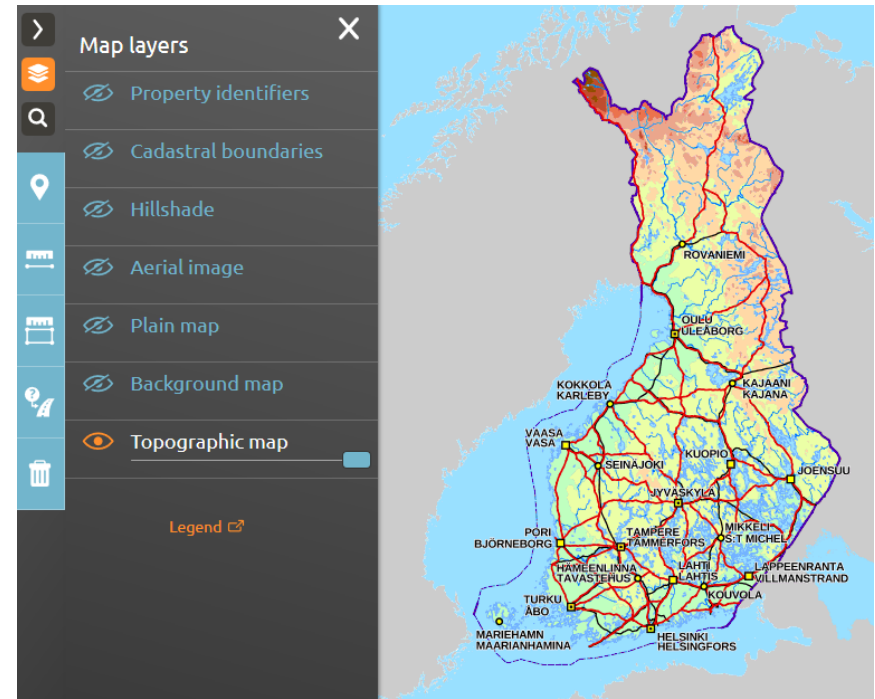 Map layers
Property identifiers
Cadastral boundaries
Hillshade
Aerial image
Plain map
Background map
Topographic map
Legend
ROVANIEMI
OULU
ULEÅBORG
KAJAANI
KAJANA
KOKKOLA
KARLEBY
VAASA
VASA
SEINÄJOKI
KUOPIO
JOENSUU
JYVÄSKYLÄ
PORI
BJÖRNEBORG
TAMPERE
TAMMERFORS
MIKKELI
S:T MICHEL
HÄMEENLINNA
TAVASTEHUS
LAHTI
LAHTIS
LAPPEENRANTA
VILLMANSTRAND
KOUVOLA
TURKU
ÅBO
MARIEHAMN
MAARIANHAMINA
HELSINKI
HELSINGFORS